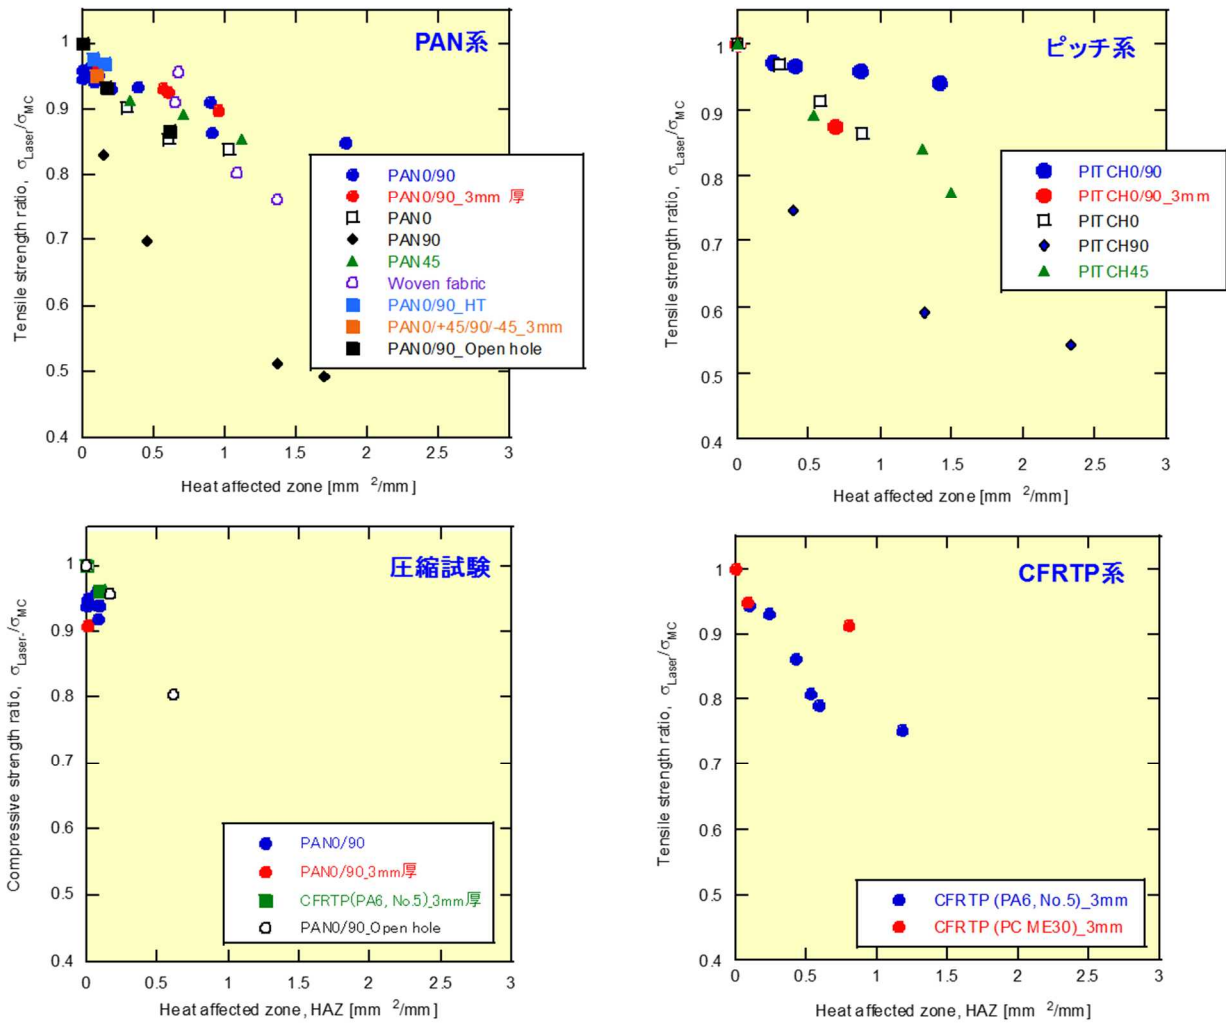 PAN系
1
0.9
0.8
0.7
0.6
0.5
0.4
Tensile strength ratio, σLaser/σMC
PAN0/90
PAN0/90_3mm 厚
PAN0
PAN90
PAN45
Woven fabric
PAN0/90_HT
PAN0/+45/90/-45_3mm
PAN0/90_Open hole
0 0.5 1 1.5 2 2.5 3
Heat affected zone [mm 2/mm]
ピッチ系
1
0.9
0.8
0.7
0.6
0.5
0.4
Tensile strength ratio, σLaser/σMC
PITCH0/90
PITCH0/90_3mm
PITCH0
PITCH90
PITCH45
0 0.5 1 1.5 2 2.5 3
Heat affected zone [mm 2/mm]
圧縮試験
1
0.9
0.8
0.7
0.6
0.5
0.4
Compressive strength ratio, σLaser-/σMC
PAN0/90
PAN0/90_3mm厚
CFRTP(PA6, No.5)_3mm厚
PAN0/90_Open hole
0 0.5 1 1.5 2 2.5 3
Heat affected zone, HAZ [mm 2/mm]
CFRTP系
1
0.9
0.8
0.7
0.6
0.5
0.4
Tensile strength ratio, σLaser/σMC
CFRTP (PA6, No.5)_3mm
CFRTP (PC ME30)_3mm
0 0.5 1 1.5 2 2.5 3
Heat affected zone, HAZ [mm 2/mm]